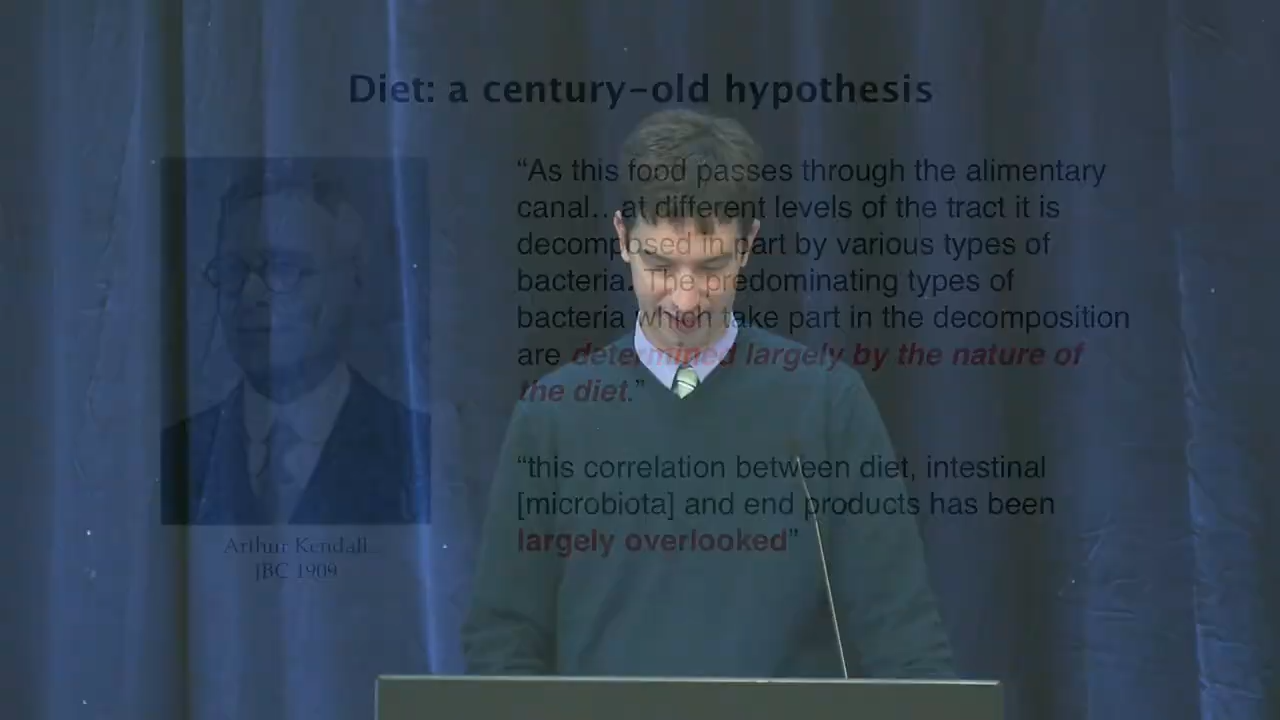 Diet: a century-old hypothesis
“As this food passes through the alimentary
canal... at different levels of the tract it is
decomposed in part by various types of
bacteria. The predominating types of
bacteria which take part in the decomposition
are determined largely by the nature of
the diet.”
“this correlation between diet, intestinal
[microbiota] and end products has been
largely overlooked”
Arthur Kendall..
JBC 1909